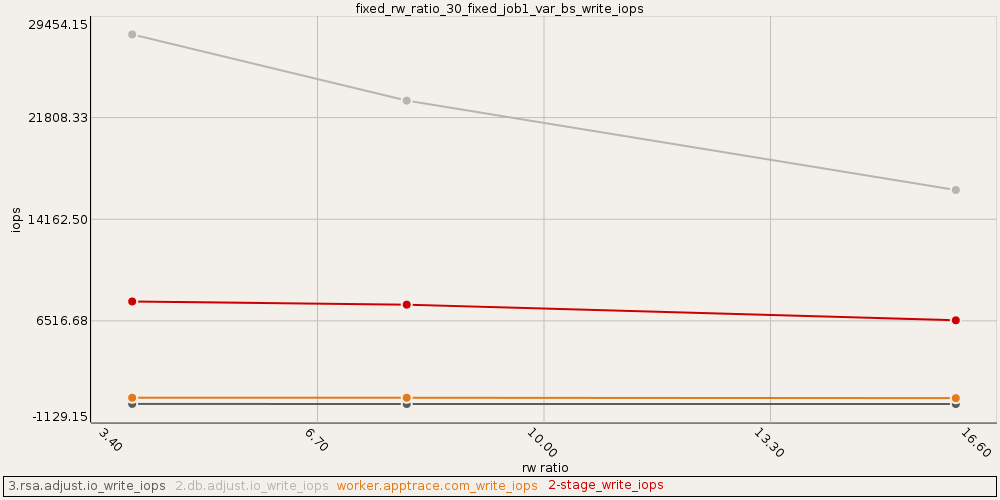 fixed_rw_ratio_30_fixed_job1_var_bs_write_iops
29454.15
21808.33
14162.50
6516.68
-1129.15
iops
3.40 6.70 10.00 13.30 16.60
rw ratio
3.rsa.adjust.io_write_iops 2.db.adjust.io_write_iops worker.apptrace.com_write_iops 2-stage_write_iops